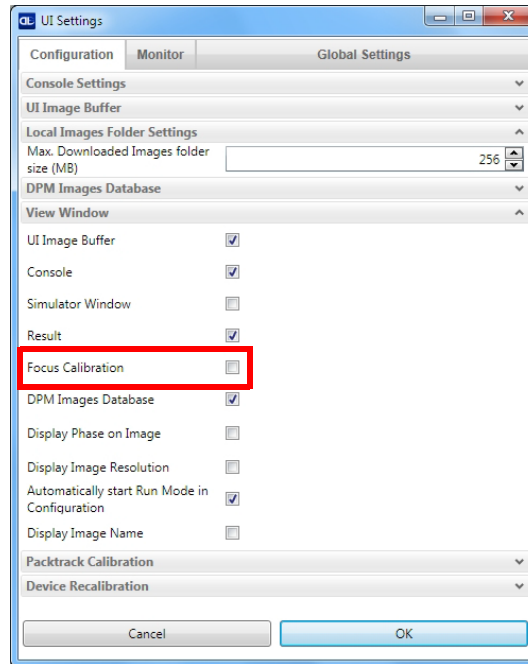 UI Settings
Configuration Monitor Global Settings
Console Settings
UI Image Buffer
Local Images Folder Settings
Max. Downloaded Images folder
size (MB)
256
DPM Images Database
View Window
UI Image Buffer
Console
Simulator Window
Result
Focus Calibration
DPM Images Database
Display Phase on Image
Display Image Resolution
Automatically start Run Mode in
Configuration
Display Image Name
Packtrack Calibration
Device Recalibration
Cancel OK